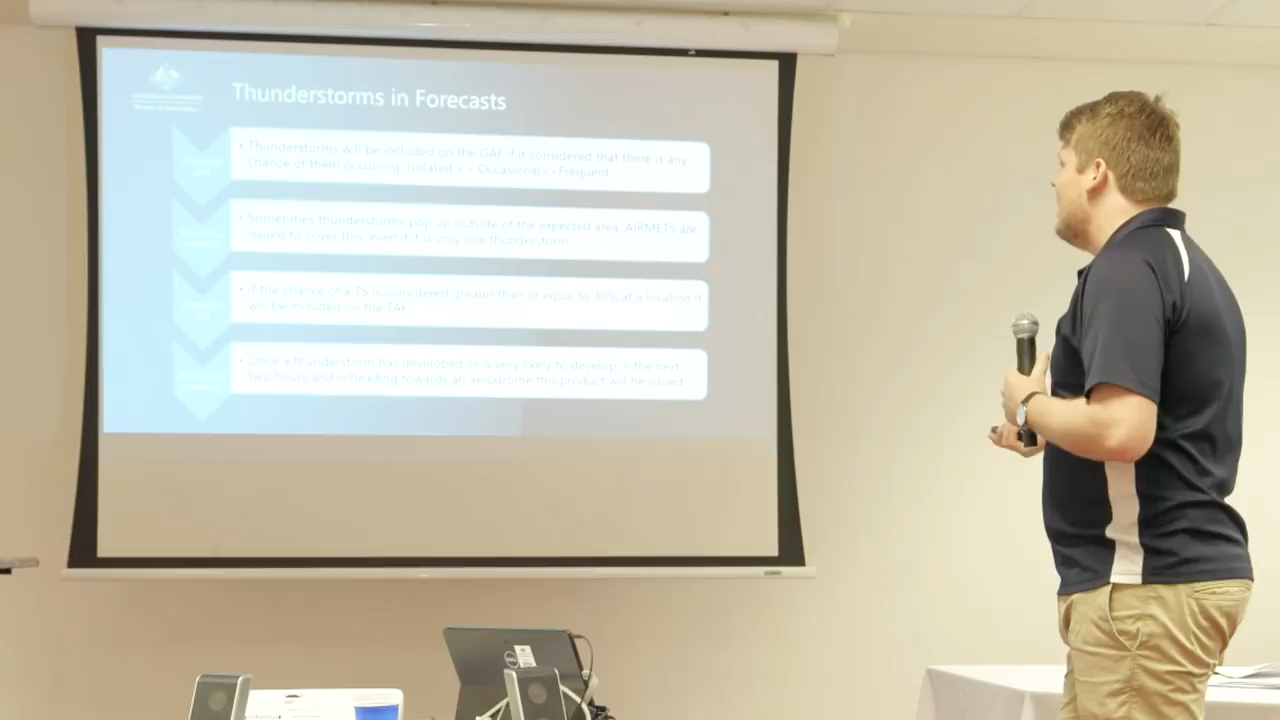 Thunderstorms in Forecasts
• Thunderstorms will be included on the GAF if it considered that there is any
chance of them occurring. Isolated < < Occasional< <Frequent
• Sometimes thunderstorms pop up outside of the expected area. AIRMETS are
issued to cover this, even if it is only one thunderstorm.
• If the chance of a TS is considered greater than or equal to 30% at a location it
will be included on the TAF.
• Once a thunderstorm has developed or is very likely to develop in the next
two hours and is heading towards an aerodrome this product will be issued.
DELL